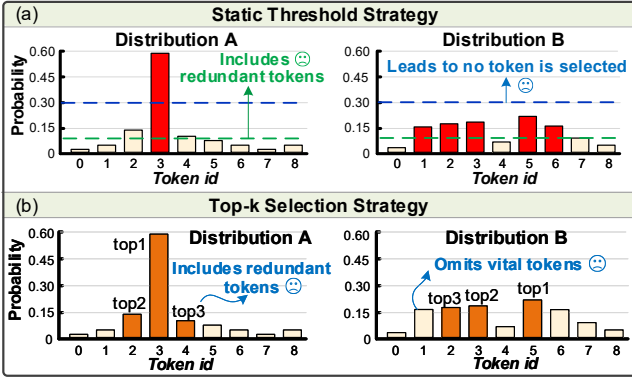 (a) Static Threshold Strategy
Distribution A
Distribution B
Probability
0.60
0.45
0.30
0.15
0
Includes ☹
redundant tokens
0 1 2 3 4 5 6 7 8
Token id
0.60
0.45
0.30
0.15
0
Leads to no token is selected
☹
0 1 2 3 4 5 6 7 8
Token id
(b) Top-k Selection Strategy
Distribution A
Distribution B
Probability
0.60
0.45
0.30
0.15
0
top1
top2
top3
Includes redundant
tokens ☹
0 1 2 3 4 5 6 7 8
Token id
0.60
0.45
0.30
0.15
0
Omits vital tokens ☹
top3
top2
top1
0 1 2 3 4 5 6 7 8
Token id